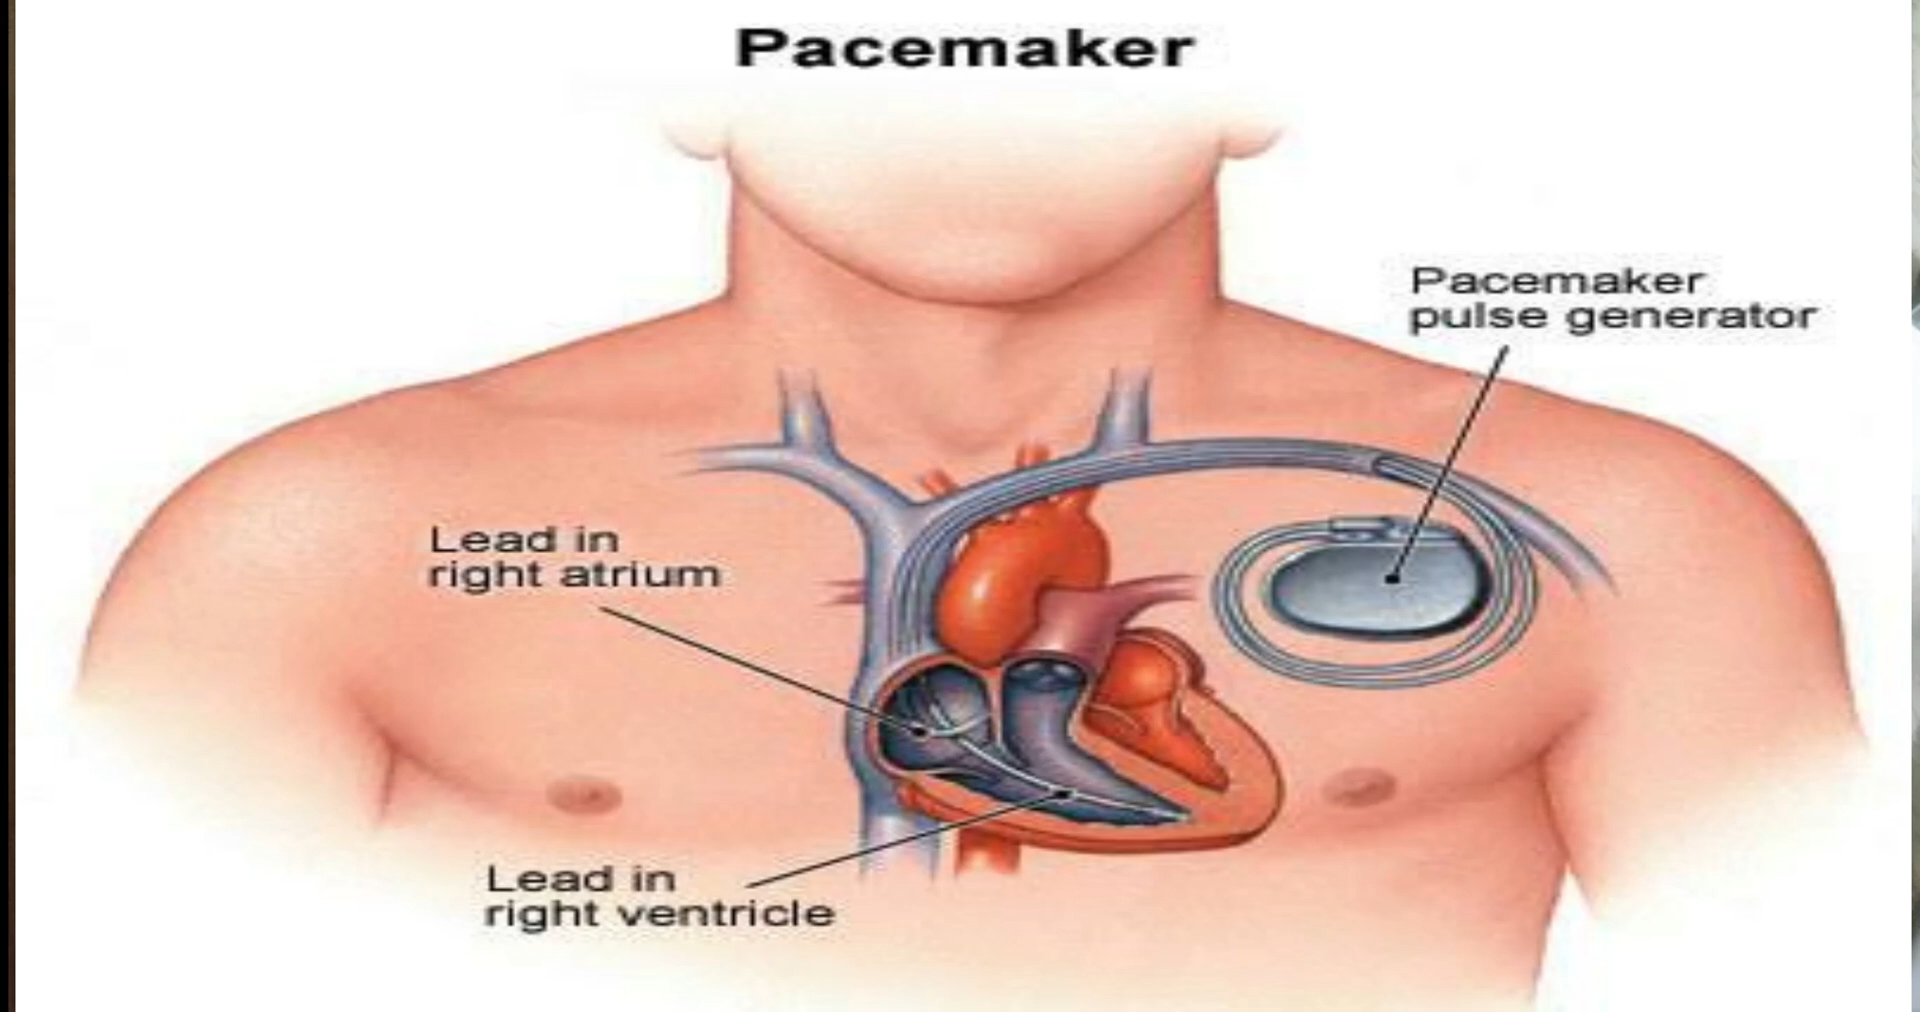 Pacemaker
Pacemaker
pulse generator
Lead in
right atrium
Lead in
right ventricle